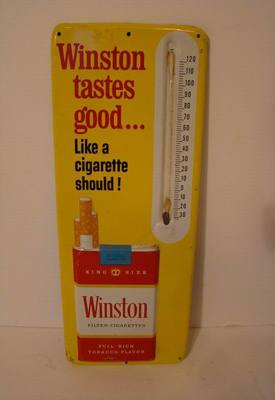 Winston
tastes
good...
Like a
cigarette
should!
KING SIZE
Winston
FILTER-CIGARETTES
FULL-RICH
TOBACCO FLAVOR
120
110
100
90
80
70
60
50
40
30
20
10
0
10
20
30